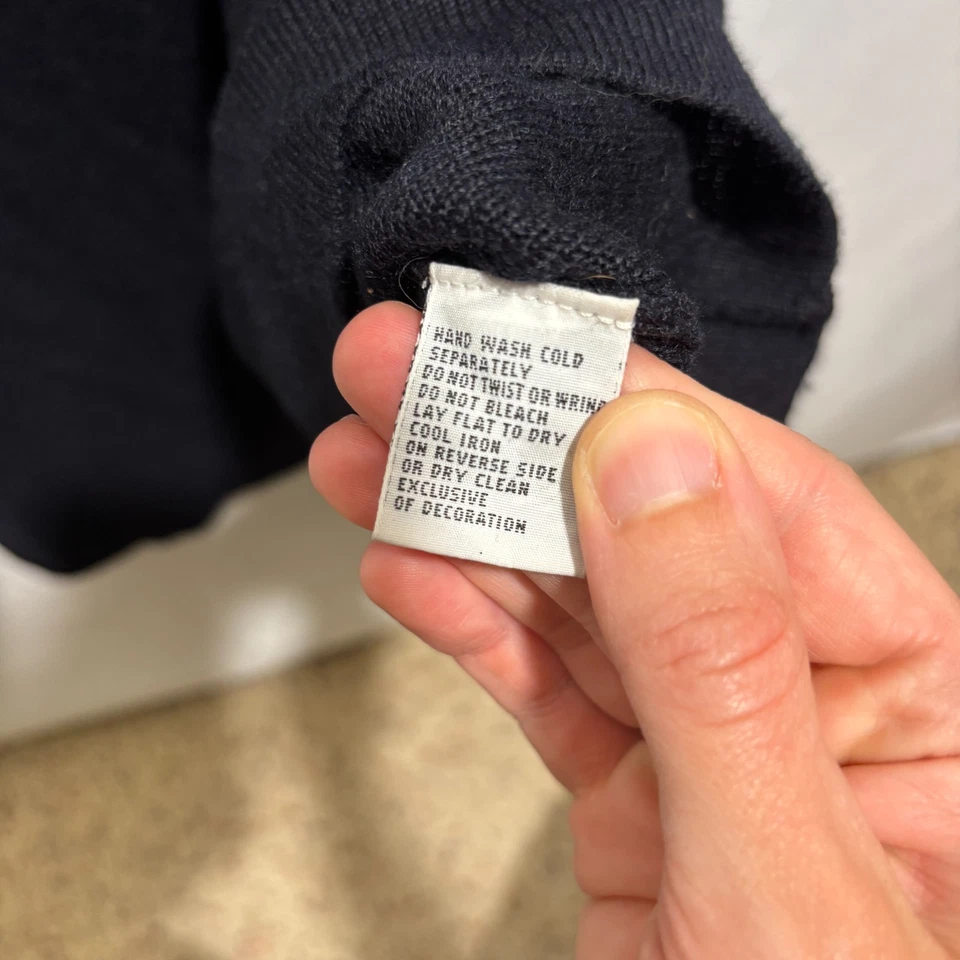 HAND WASH COLD
SEPARATELY
DO NOT TWIST OR WRIN
DO NOT BLEACH
LAY FLAT TO DRY
COOL IRON
ON REVERSE SIDE
OR DRY CLEAN
EXCLUSIVE
OF DECORATION